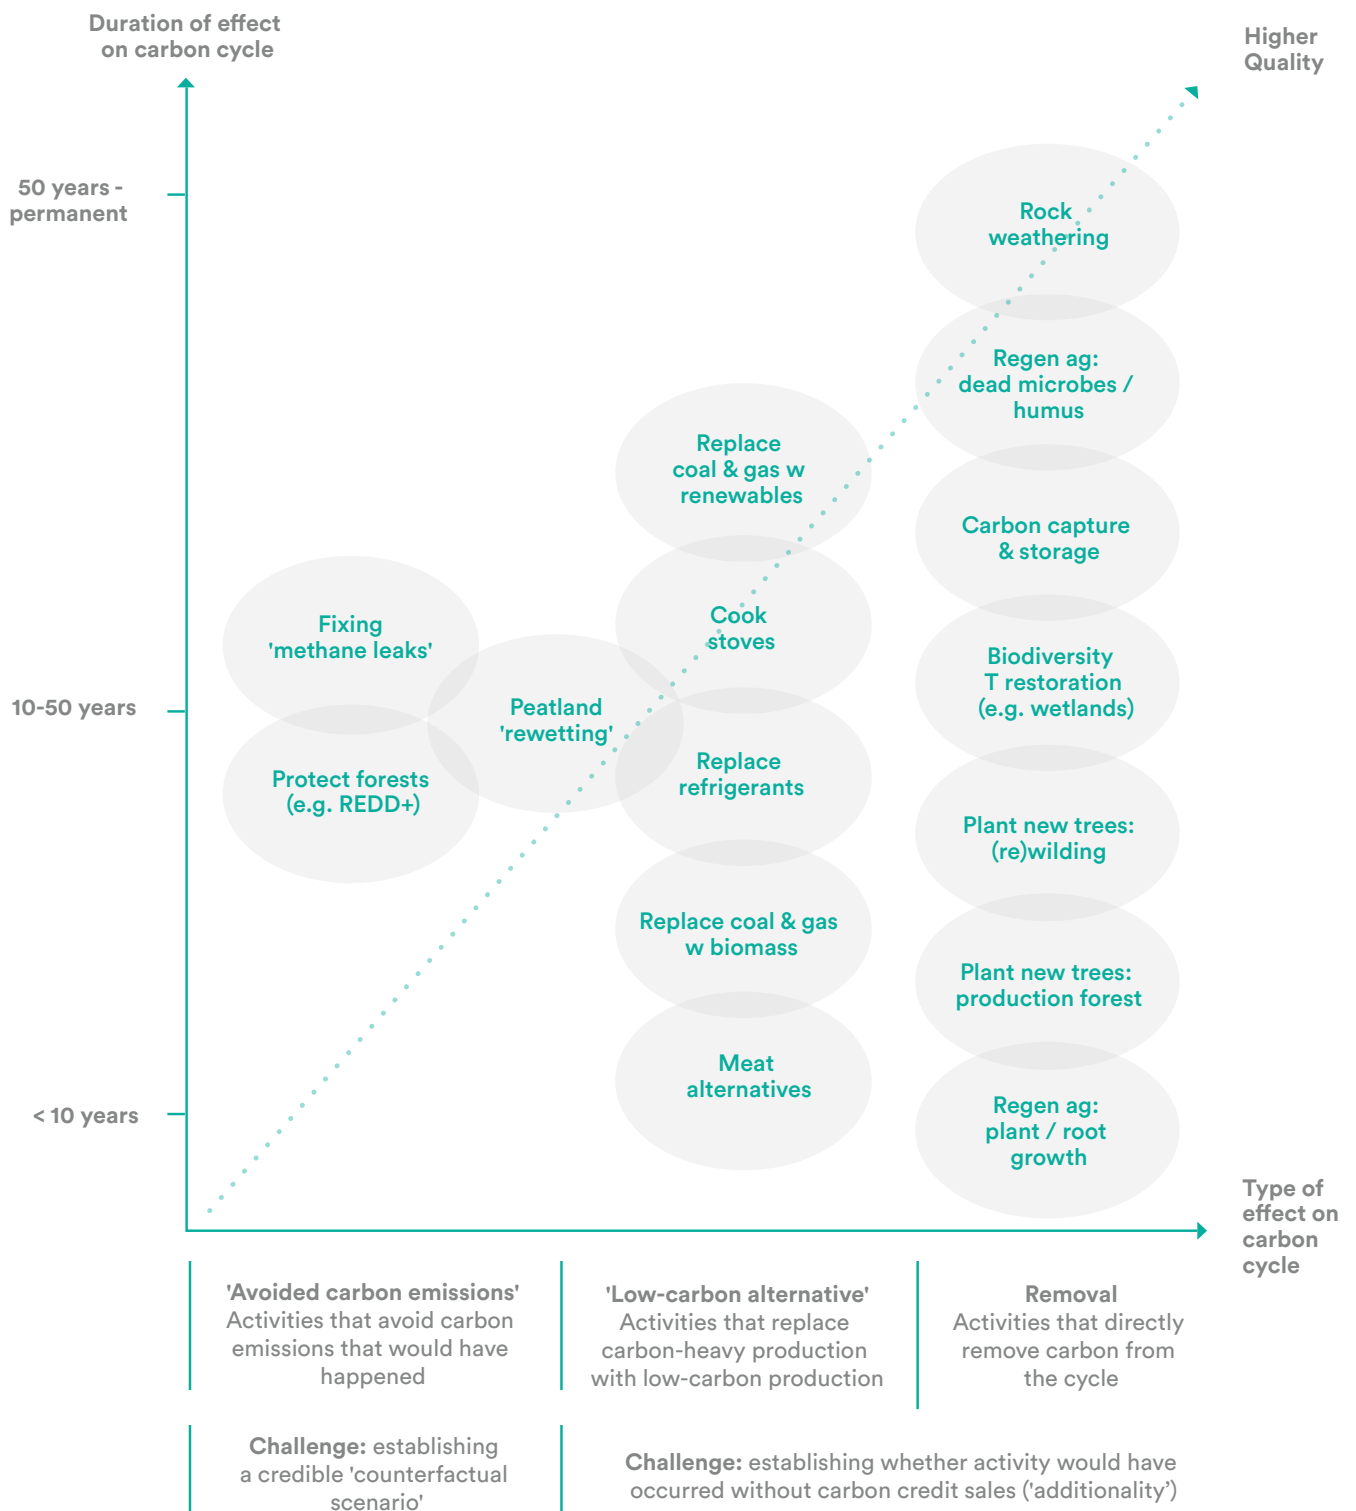 Duration of effect
on carbon cycle
Higher
Quality
50 years -
permanent
10-50 years
< 10 years
Rock
weathering
Regen ag:
dead microbes /
humus
Replace
coal & gas w
renewables
Carbon capture
& storage
Fixing
'methane leaks'
Cook
stoves
Biodiversity
T restoration
(e.g. wetlands)
Peatland
'rewetting'
Protect forests
(e.g. REDD+)
Replace
refrigerants
Plant new trees:
(re)wilding
Replace coal & gas
w biomass
Plant new trees:
production forest
Meat
alternatives
Regen ag:
plant / root
growth
Type of
effect on
carbon
cycle
'Avoided carbon emissions'
Activities that avoid carbon
emissions that would have
happened
'Low-carbon alternative'
Activities that replace
carbon-heavy production
with low-carbon production
Removal
Activities that directly
remove carbon from
the cycle
Challenge: establishing
a credible 'counterfactual
scenario'
Challenge: establishing whether activity would have
occurred without carbon credit sales ('additionality’)